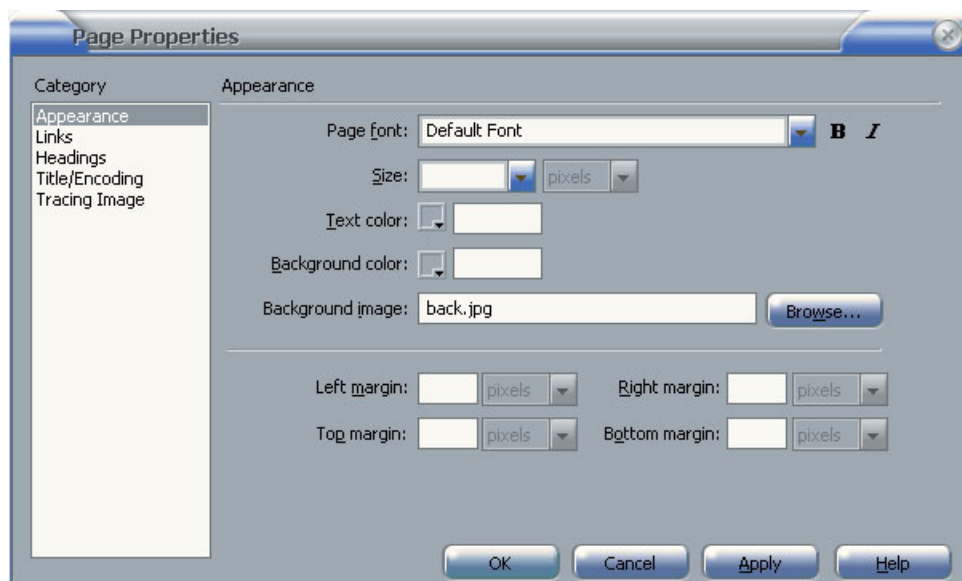 Page Properties
Category
Appearance
Links
Headings
Title/Encoding
Tracing Image
Appearance
Page font: Default Font B I
Size: pixels
Text color:
Background color:
Background image: back.jpg Browse...
Left margin: pixels Right margin: pixels
Top margin: pixels Bottom margin: pixels
OK Cancel Apply Help